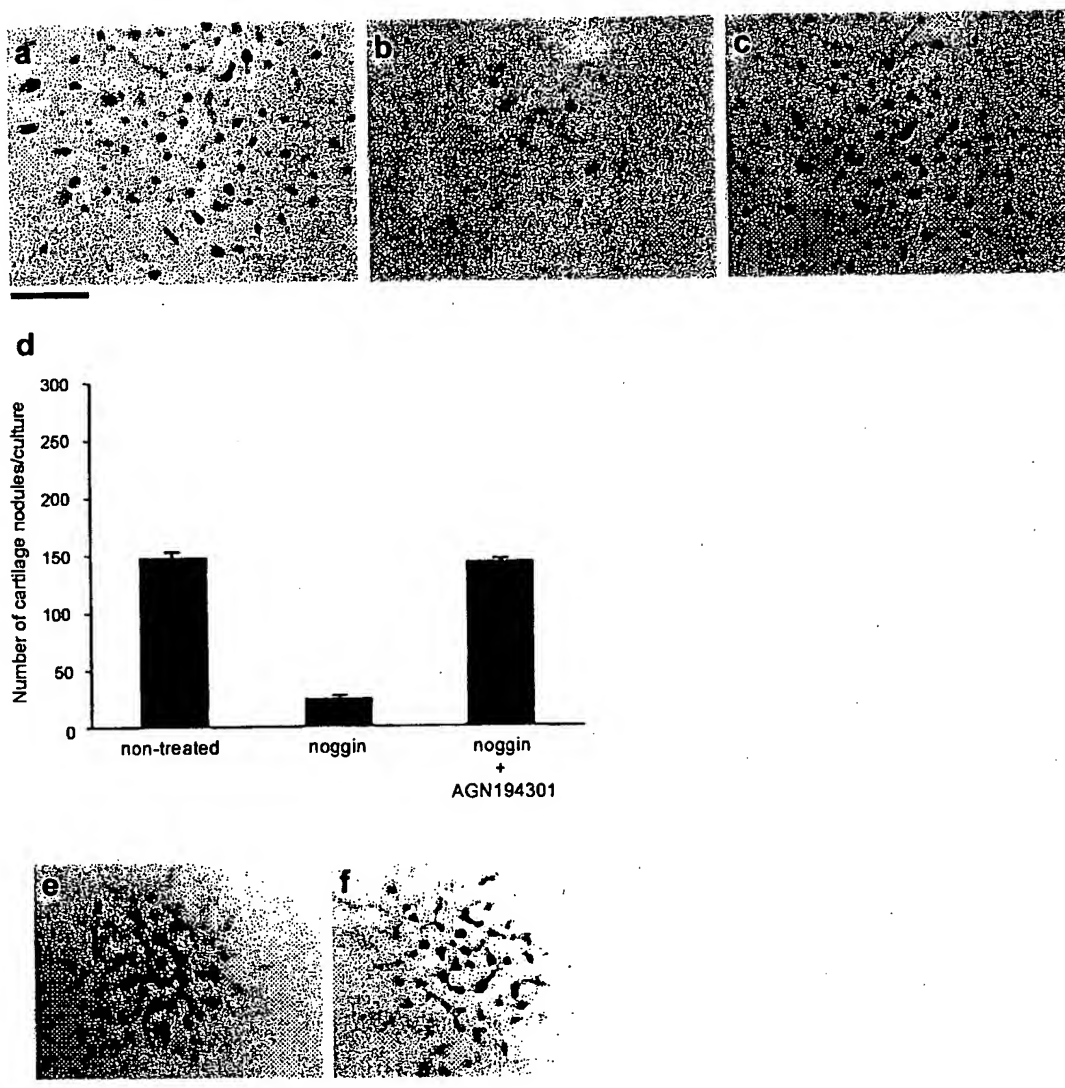 a
b
c
d
Number of cartilage nodules/culture
300
250
200
150
100
50
0
non-treated
noggin
noggin
+
AGN194301
e
f